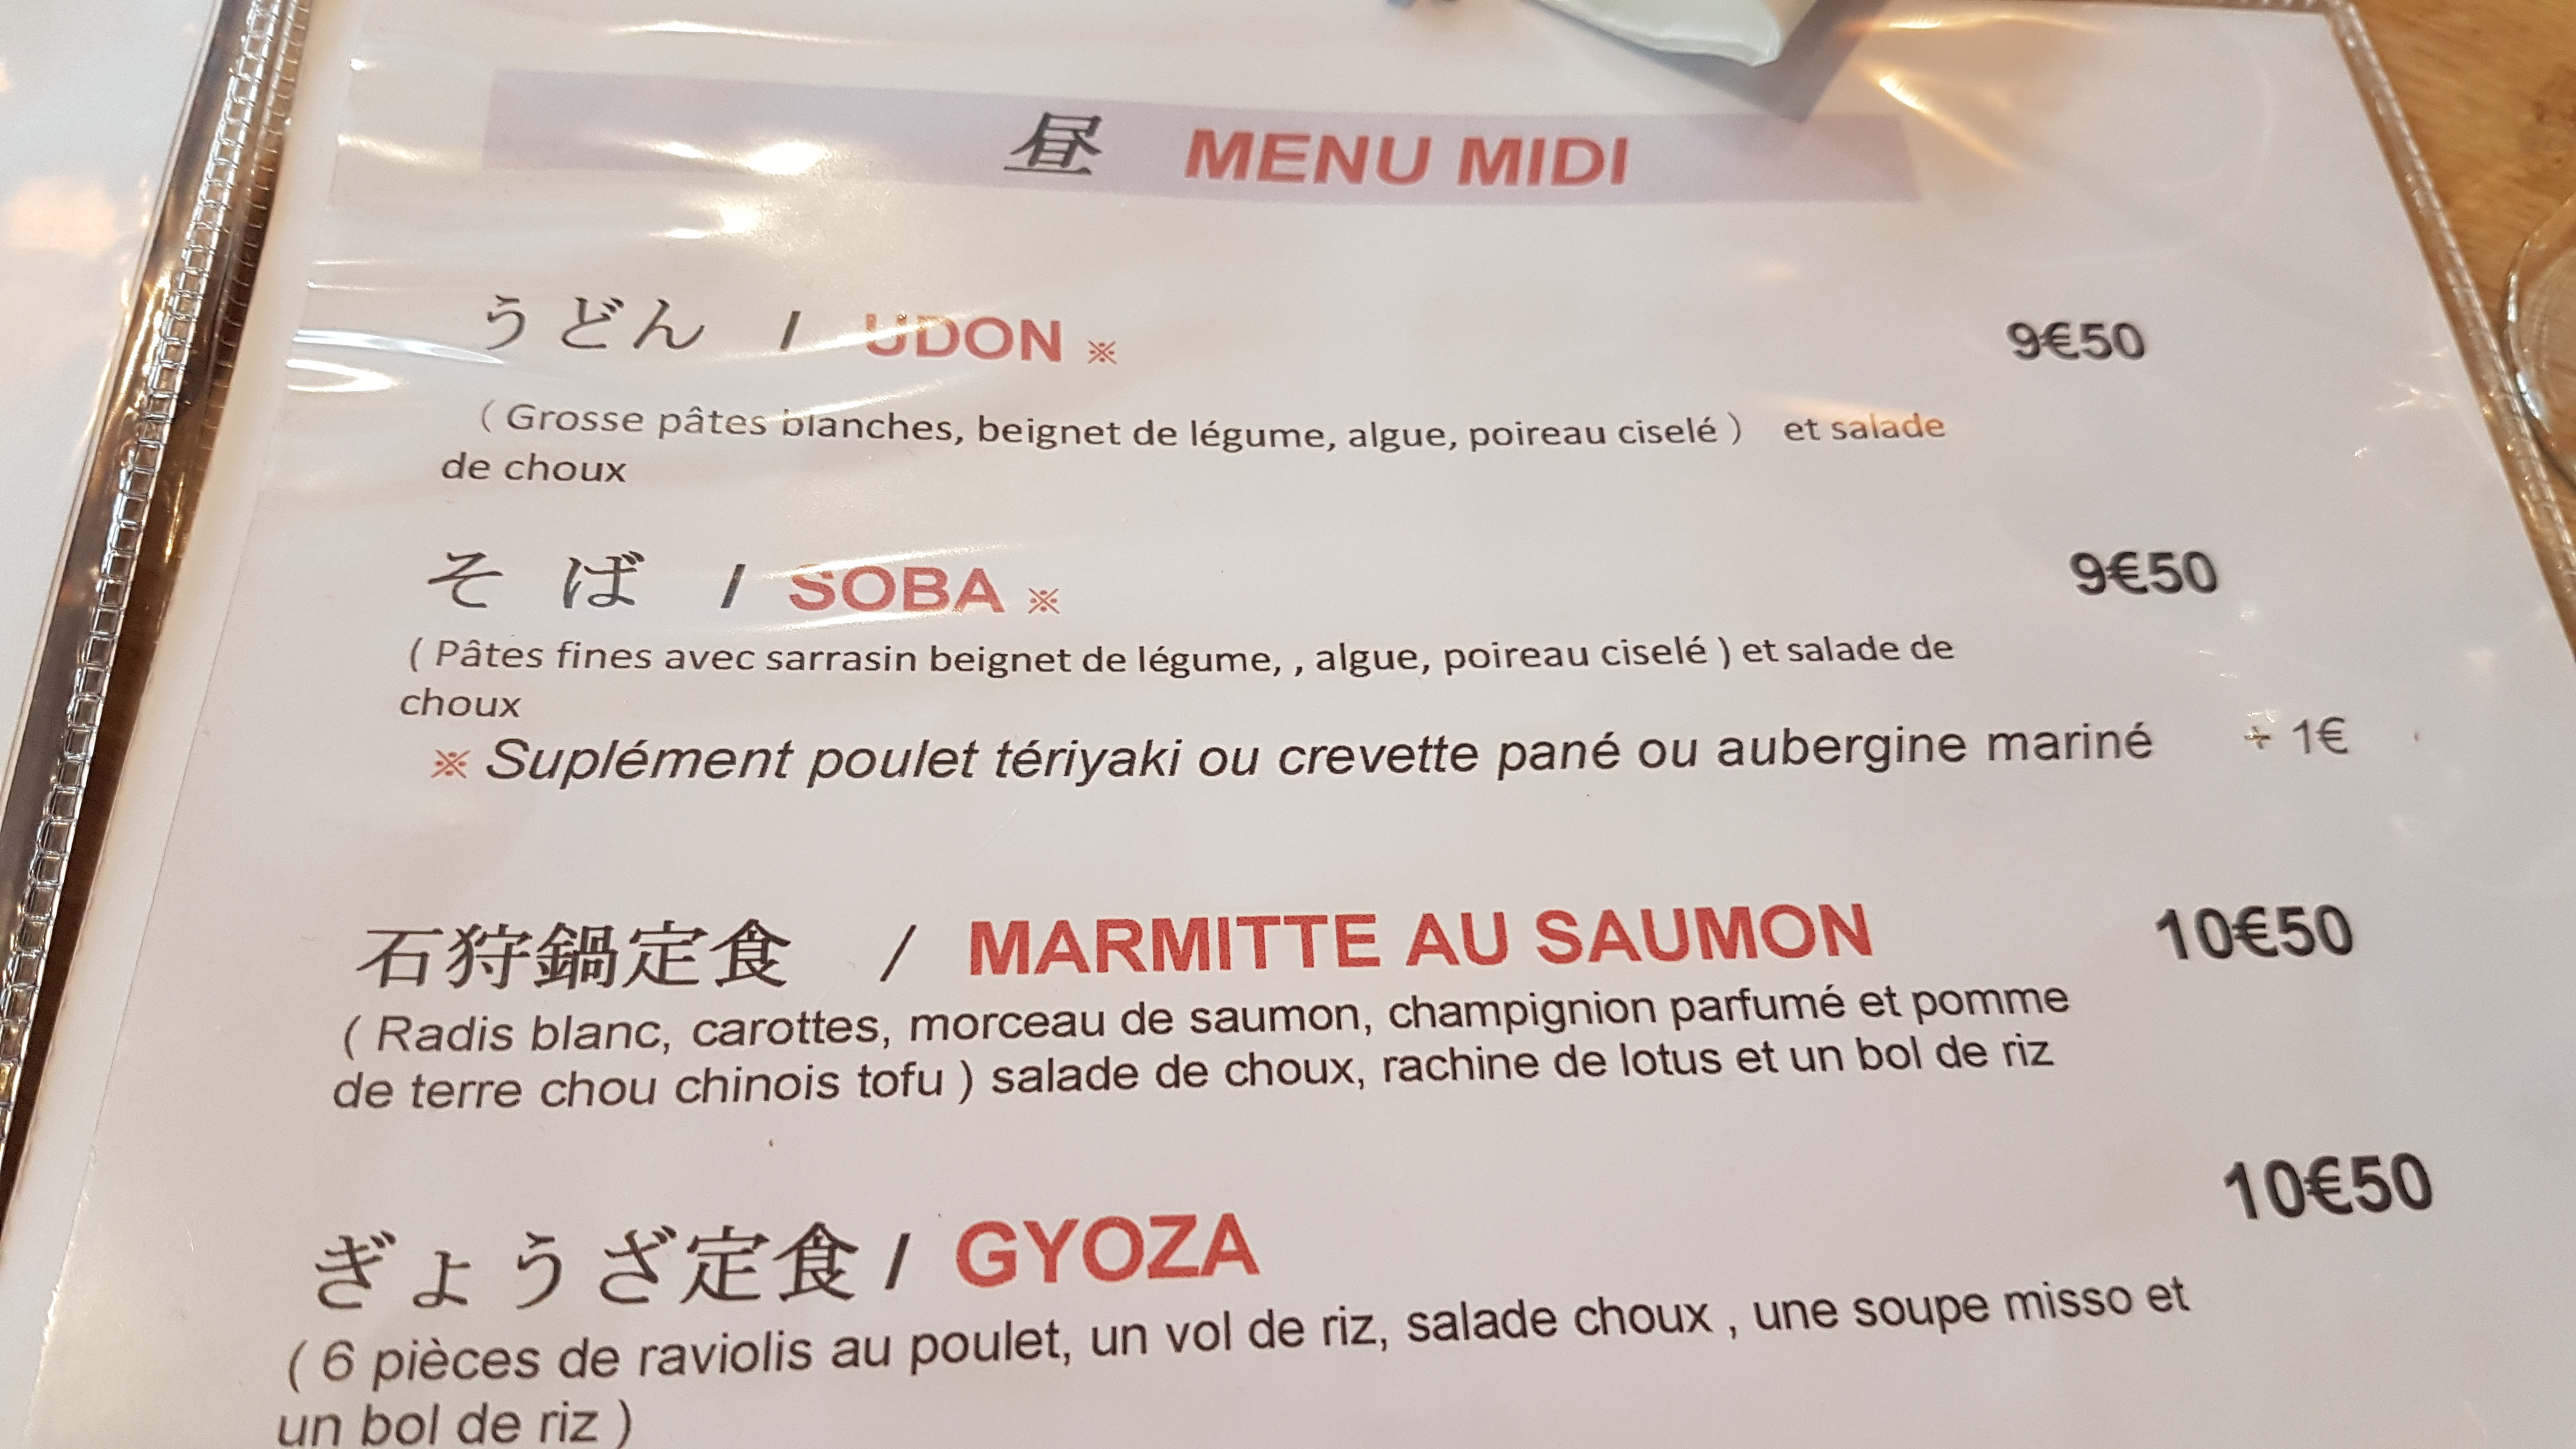 昼 MENU MIDI
うどん / UDON ※ 9€50
( Grosse pâtes blanches, beignet de légume, algue, poireau ciselé ) et salade
de choux
そば / SOBA ※ 9€50
( Pâtes fines avec sarrasin beignet de légume, , algue, poireau ciselé ) et salade de
choux
※ Suplément poulet tériyaki ou crevette pané ou aubergine mariné + 1€
石狩鍋定食 / MARMITTE AU SAUMON 10€50
( Radis blanc, carottes, morceau de saumon, champignion parfumé et pomme
de terre chou chinois tofu ) salade de choux, rachine de lotus et un bol de riz
ぎょうざ定食 / GYOZA 10€50
( 6 pièces de raviolis au poulet, un vol de riz, salade choux , une soupe misso et
un bol de riz )